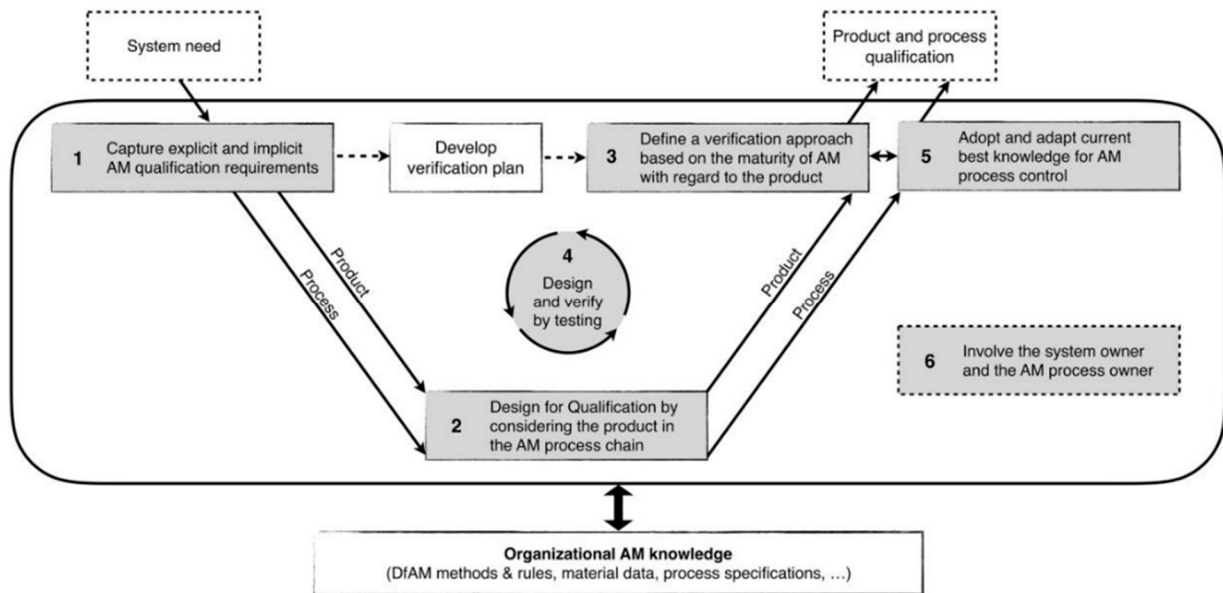 System need
Product and process
qualification
1
Capture explicit and implicit
AM qualification requirements
Develop
verification plan
3
Define a verification approach
based on the maturity of AM
with regard to the product
5
Adopt and adapt current
best knowledge for AM
process control
Product
Process
4
Design
and verify
by testing
Product
Process
6
Involve the system owner
and the AM process owner
2
Design for Qualification by
considering the product in
the AM process chain
Organizational AM knowledge
(DfAM methods & rules, material data, process specifications, …)